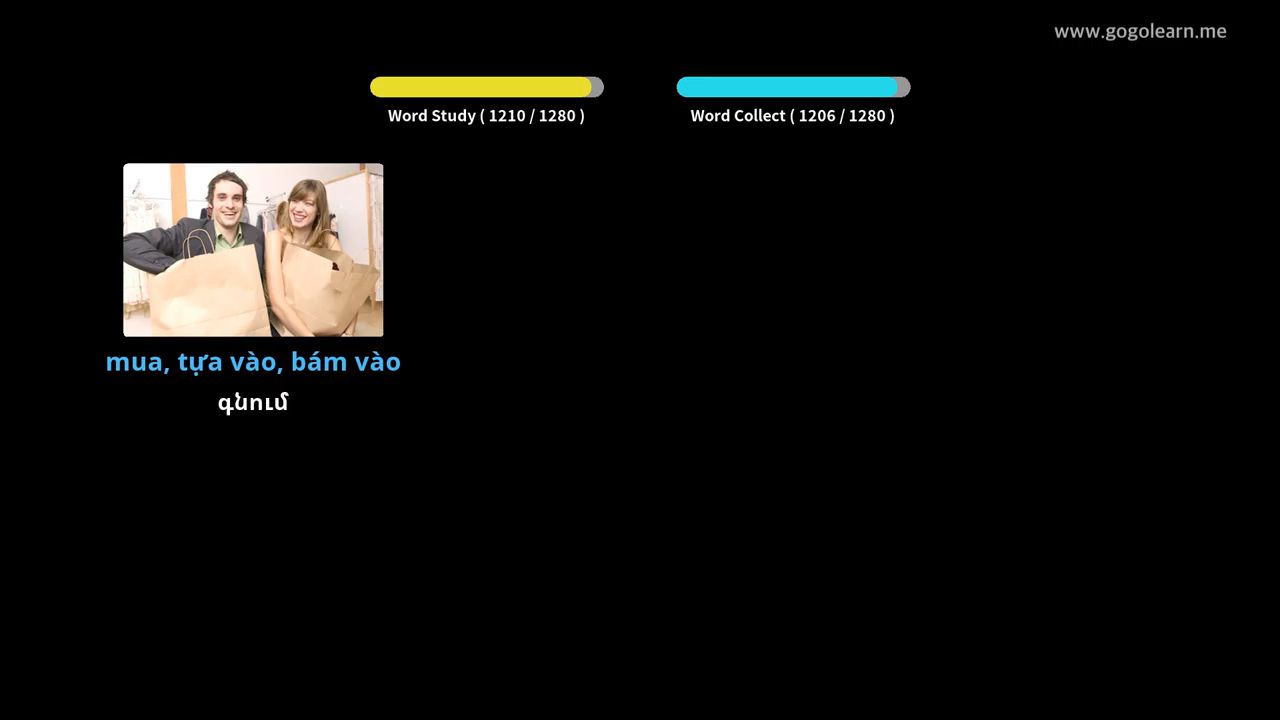 www.gogolearn.me
Word Study ( 1210 / 1280 )
Word Collect ( 1206 / 1280 )
mua, tựa vào, bám vào
գնում